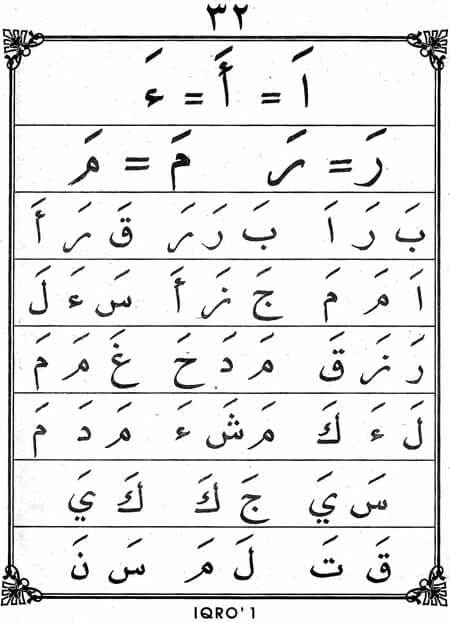 ٣٢
اَ = أَ = ءَ
رَ = رَ مَ = مَ
بَ رَ اَ بَ رَ رَ قَ رَ أَ
اَ مَ مَ جَ زَ أَ سَ ءَ لَ
رَ زَ قَ مَ دَ حَ غَ مَ مَ
لَ ءَ كَ مَ شَ ءَ مَ دَ مَ
سَ يَ جَ كَ كَ يَ
قَ تَ لَ مَ سَ نَ
IQRO' 1